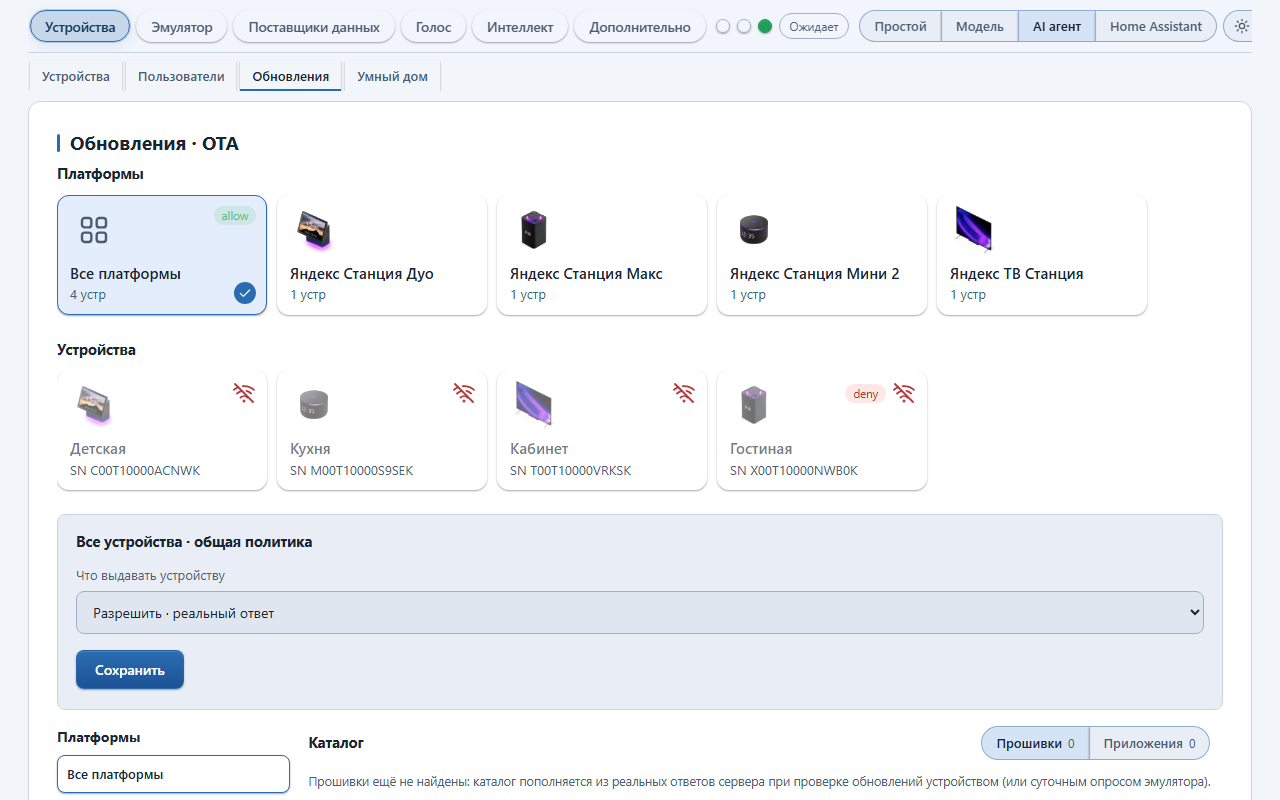 Устройства Эмулятор Поставщики данных Голос Интеллект Дополнительно Ожидает Простой Модель AI агент Home Assistant
Устройства Пользователи Обновления Умный дом
Обновления · OTA
Платформы
allow
Все платформы
4 устр
Яндекс Станция Дуо
1 устр
Яндекс Станция Макс
1 устр
Яндекс Станция Мини 2
1 устр
Яндекс ТВ Станция
1 устр
Устройства
Детская
SN C00T10000ACNWK
Кухня
SN M00T10000S9SEK
Кабинет
SN T00T10000VRKSK
deny
Гостиная
SN X00T10000NWB0K
Все устройства · общая политика
Что выдавать устройству
Разрешить · реальный ответ
Сохранить
Платформы
Все платформы
Каталог
Прошивки 0 Приложения 0
Прошивки ещё не найдены: каталог пополняется из реальных ответов сервера при проверке обновлений устройством (или суточным опросом эмулятора).